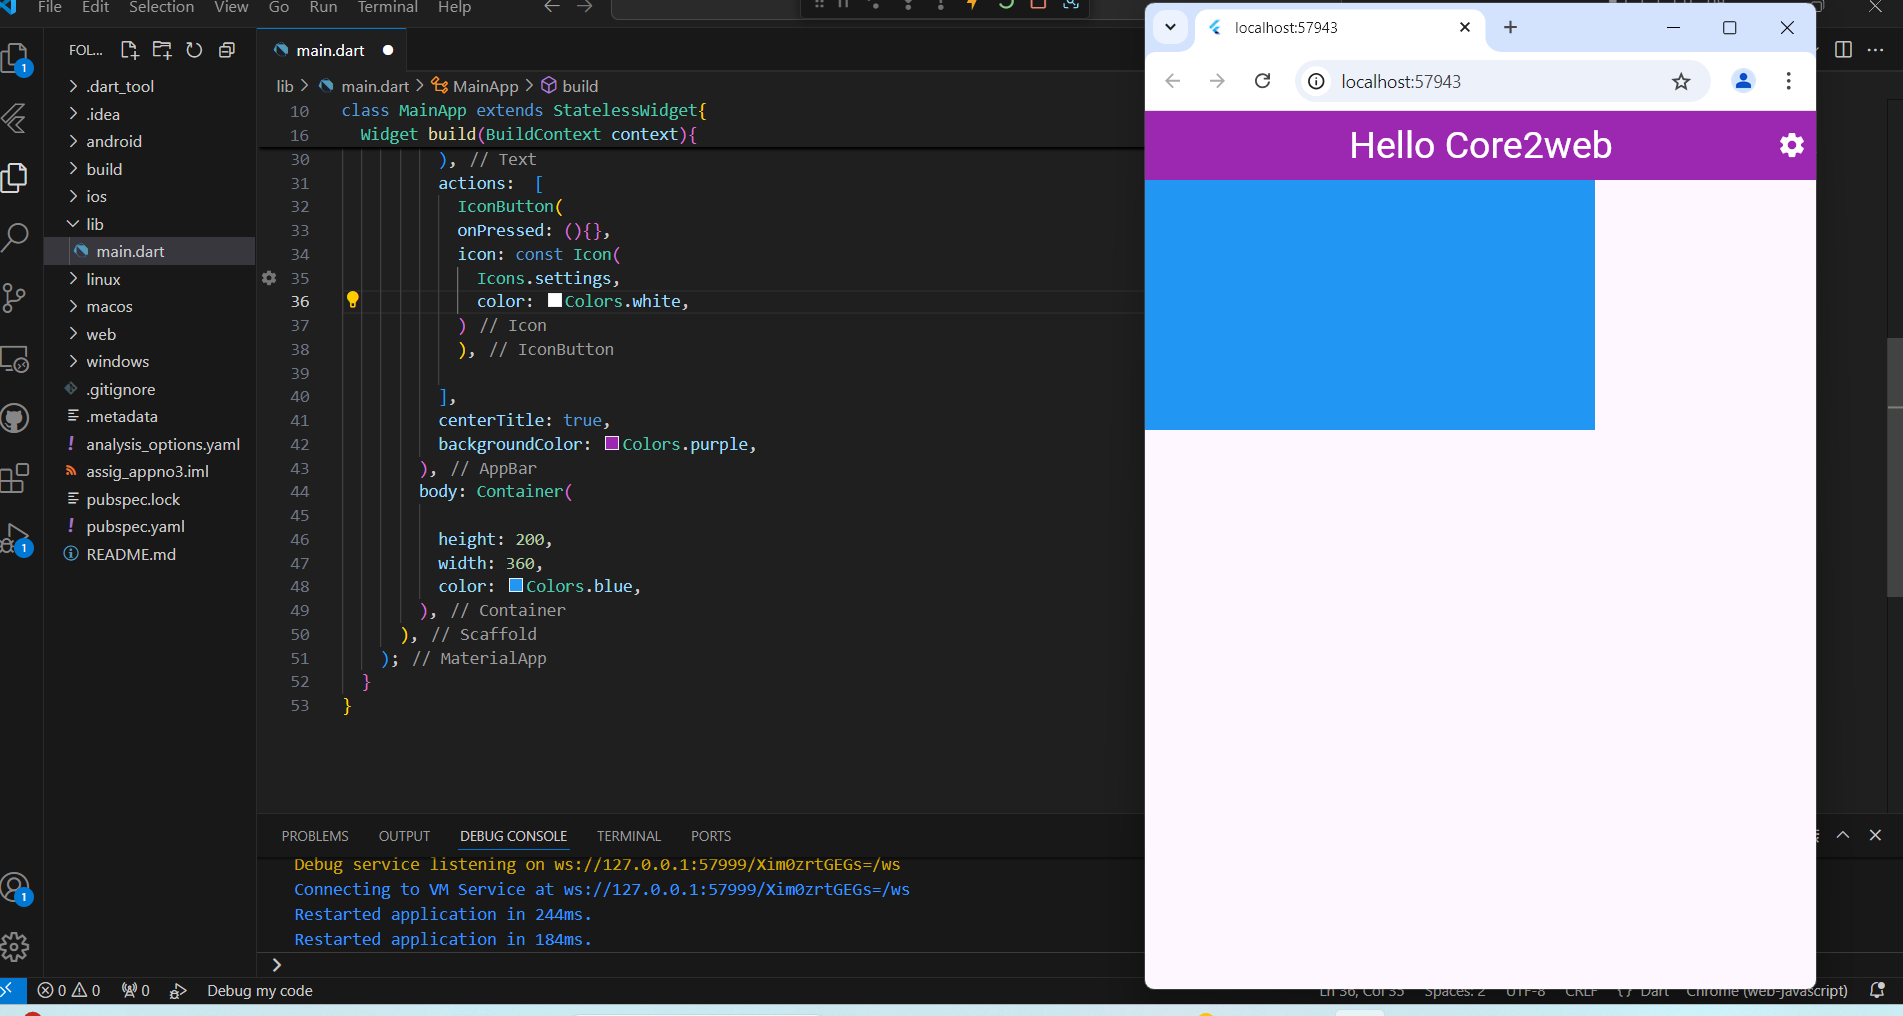 File Edit Selection View Go Run Terminal Help
FOL...
.dart_tool
.idea
android
build
ios
lib
main.dart
linux
macos
web
windows
.gitignore
.metadata
! analysis_options.yaml
assig_appno3.iml
pubspec.lock
! pubspec.yaml
README.md
1
1
1
main.dart
lib > main.dart > MainApp > build
10 class MainApp extends StatelessWidget{
16 Widget build(BuildContext context){
30 ), // Text
31 actions: [
32 IconButton(
33 onPressed: (){},
34 icon: const Icon(
35 Icons.settings,
36 color: Colors.white,
37 ) // Icon
38 ), // IconButton
39
40 ],
41 centerTitle: true,
42 backgroundColor: Colors.purple,
43 ), // AppBar
44 body: Container(
45
46 height: 200,
47 width: 360,
48 color: Colors.blue,
49 ), // Container
50 ), // Scaffold
51 ); // MaterialApp
52 }
53 }
PROBLEMS OUTPUT DEBUG CONSOLE TERMINAL PORTS
Debug service listening on ws://127.0.0.1:57999/Xim0zrtGEGs=/ws
Connecting to VM Service at ws://127.0.0.1:57999/Xim0zrtGEGs=/ws
Restarted application in 244ms.
Restarted application in 184ms.
>
0 0 0 Debug my code
Ln 36, Col 35 Spaces: 2 UTF-8 CRLF {} Dart Chrome (web-javascript)
localhost:57943
localhost:57943
Hello Core2web